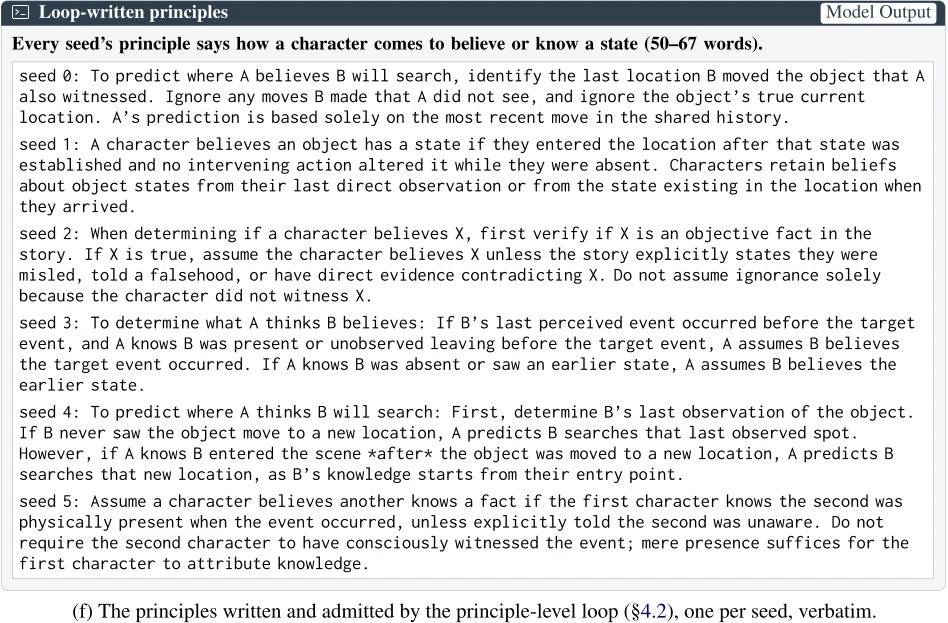 Loop-written principles
Model Output
Every seed's principle says how a character comes to believe or know a state (50–67 words).
seed 0: To predict where A believes B will search, identify the last location B moved the object that A
also witnessed. Ignore any moves B made that A did not see, and ignore the object's true current
location. A's prediction is based solely on the most recent move in the shared history.
seed 1: A character believes an object has a state if they entered the location after that state was
established and no intervening action altered it while they were absent. Characters retain beliefs
about object states from their last direct observation or from the state existing in the location when
they arrived.
seed 2: When determining if a character believes X, first verify if X is an objective fact in the
story. If X is true, assume the character believes X unless the story explicitly states they were
misled, told a falsehood, or have direct evidence contradicting X. Do not assume ignorance solely
because the character did not witness X.
seed 3: To determine what A thinks B believes: If B's last perceived event occurred before the target
event, and A knows B was present or unobserved leaving before the target event, A assumes B believes
the target event occurred. If A knows B was absent or saw an earlier state, A assumes B believes the
earlier state.
seed 4: To predict where A thinks B will search: First, determine B's last observation of the object.
If B never saw the object move to a new location, A predicts B searches that last observed spot.
However, if A knows B entered the scene *after* the object was moved to a new location, A predicts B
searches that new location, as B's knowledge starts from their entry point.
seed 5: Assume a character believes another knows a fact if the first character knows the second was
physically present when the event occurred, unless explicitly told the second was unaware. Do not
require the second character to have consciously witnessed the event; mere presence suffices for the
first character to attribute knowledge.
(f) The principles written and admitted by the principle-level loop (§4.2), one per seed, verbatim.